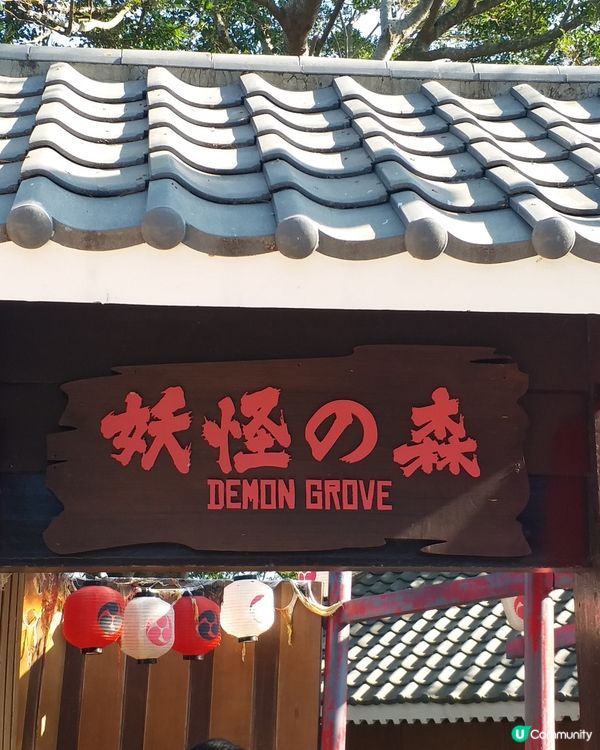 妖怪の森
DEMON GROVE
U Community